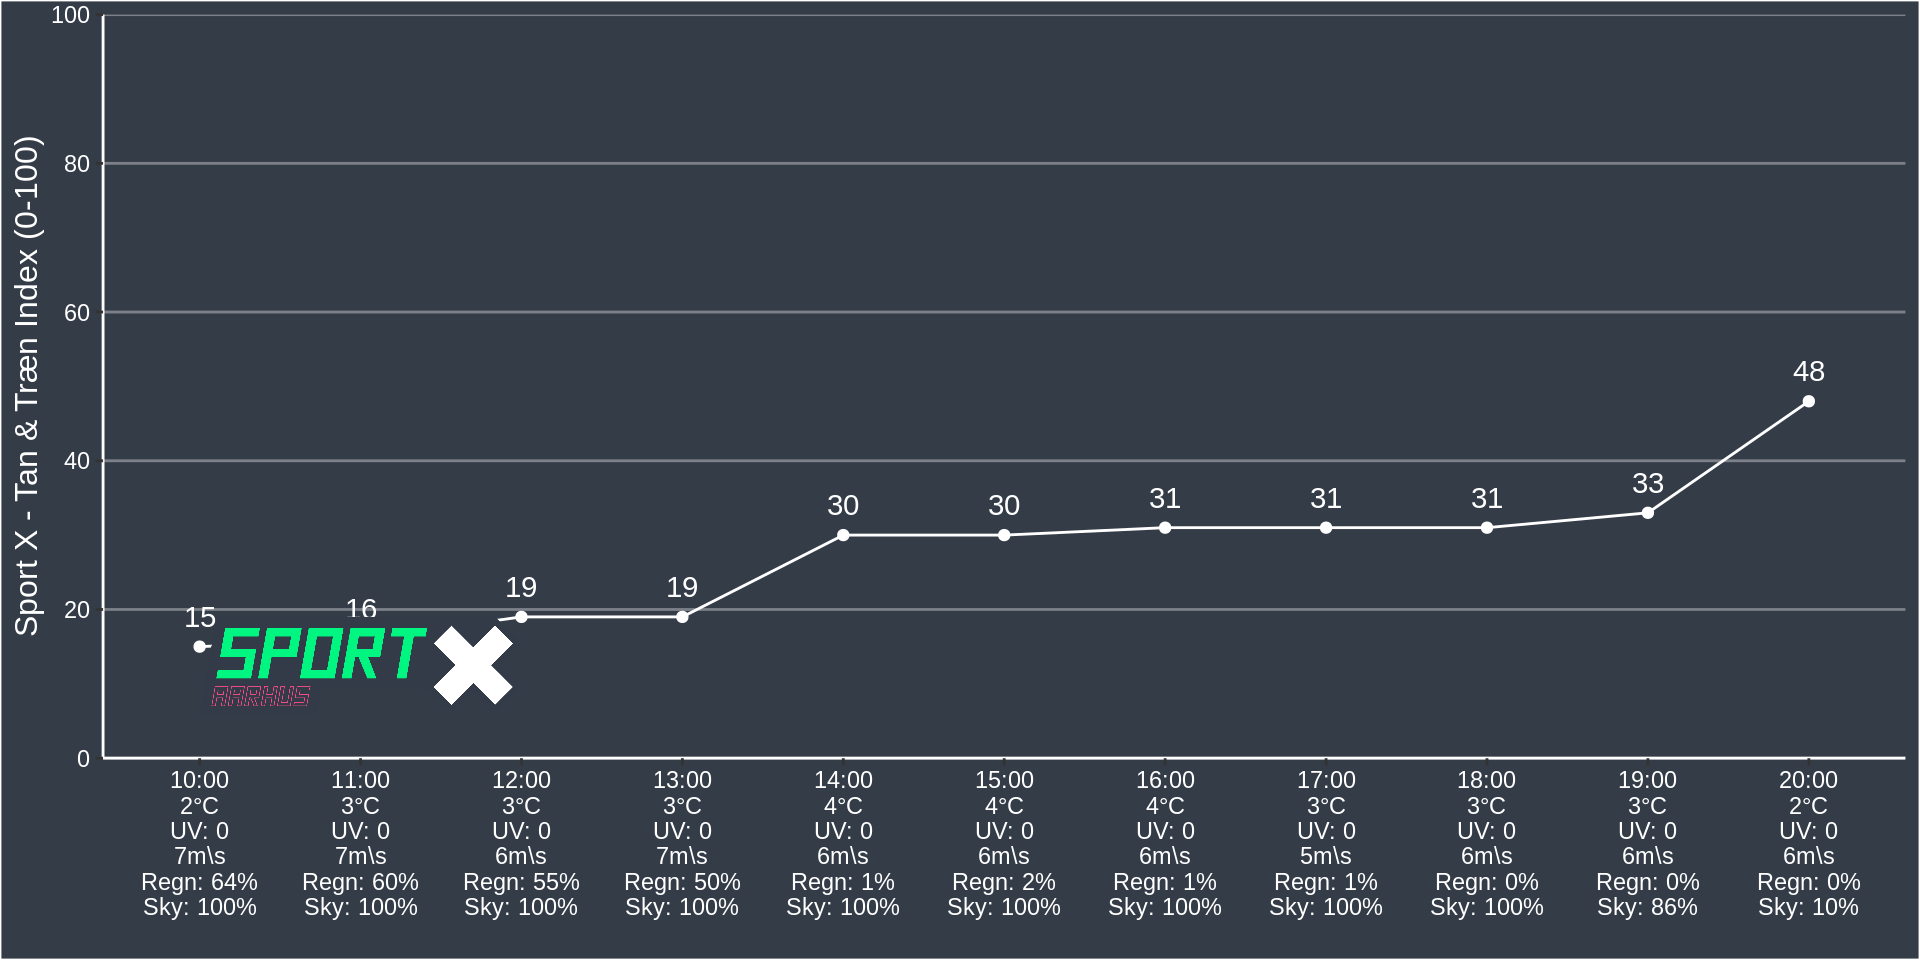 Sport X - Tan & Træn Index (0-100)
100
80
60
40
20
0
15
16
19
19
30
30
31
31
31
33
48
SPORT X
AARHUS
10:00 11:00 12:00 13:00 14:00 15:00 16:00 17:00 18:00 19:00 20:00
2°C 3°C 3°C 3°C 4°C 4°C 4°C 3°C 3°C 3°C 2°C
UV: 0 UV: 0 UV: 0 UV: 0 UV: 0 UV: 0 UV: 0 UV: 0 UV: 0 UV: 0 UV: 0
7m\s 7m\s 6m\s 7m\s 6m\s 6m\s 6m\s 5m\s 6m\s 6m\s 6m\s
Regn: 64% Regn: 60% Regn: 55% Regn: 50% Regn: 1% Regn: 2% Regn: 1% Regn: 1% Regn: 0% Regn: 0% Regn: 0%
Sky: 100% Sky: 100% Sky: 100% Sky: 100% Sky: 100% Sky: 100% Sky: 100% Sky: 100% Sky: 100% Sky: 86% Sky: 10%